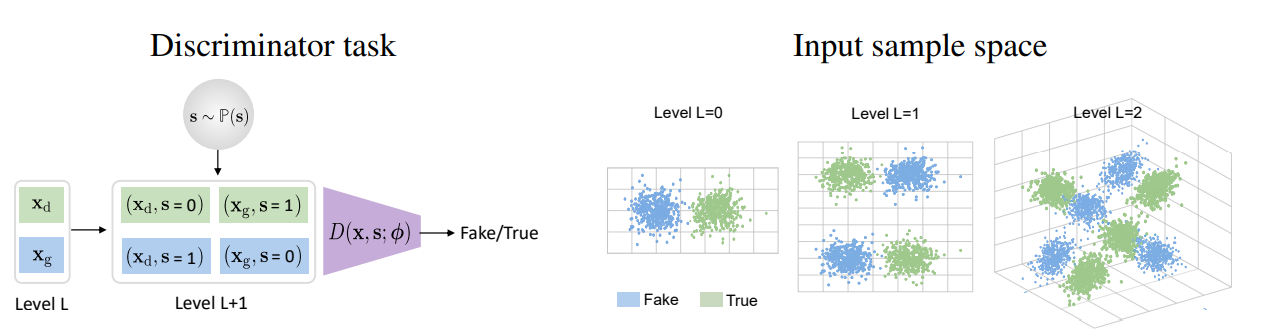 Discriminator task
s ∼ ℙ(s)
x_d
x_g
Level L
(x_d, s = 0)
(x_g, s = 1)
(x_d, s = 1)
(x_g, s = 0)
Level L+1
D(x, s; ϕ)
Fake/True
Input sample space
Level L=0
Level L=1
Level L=2
Fake
True